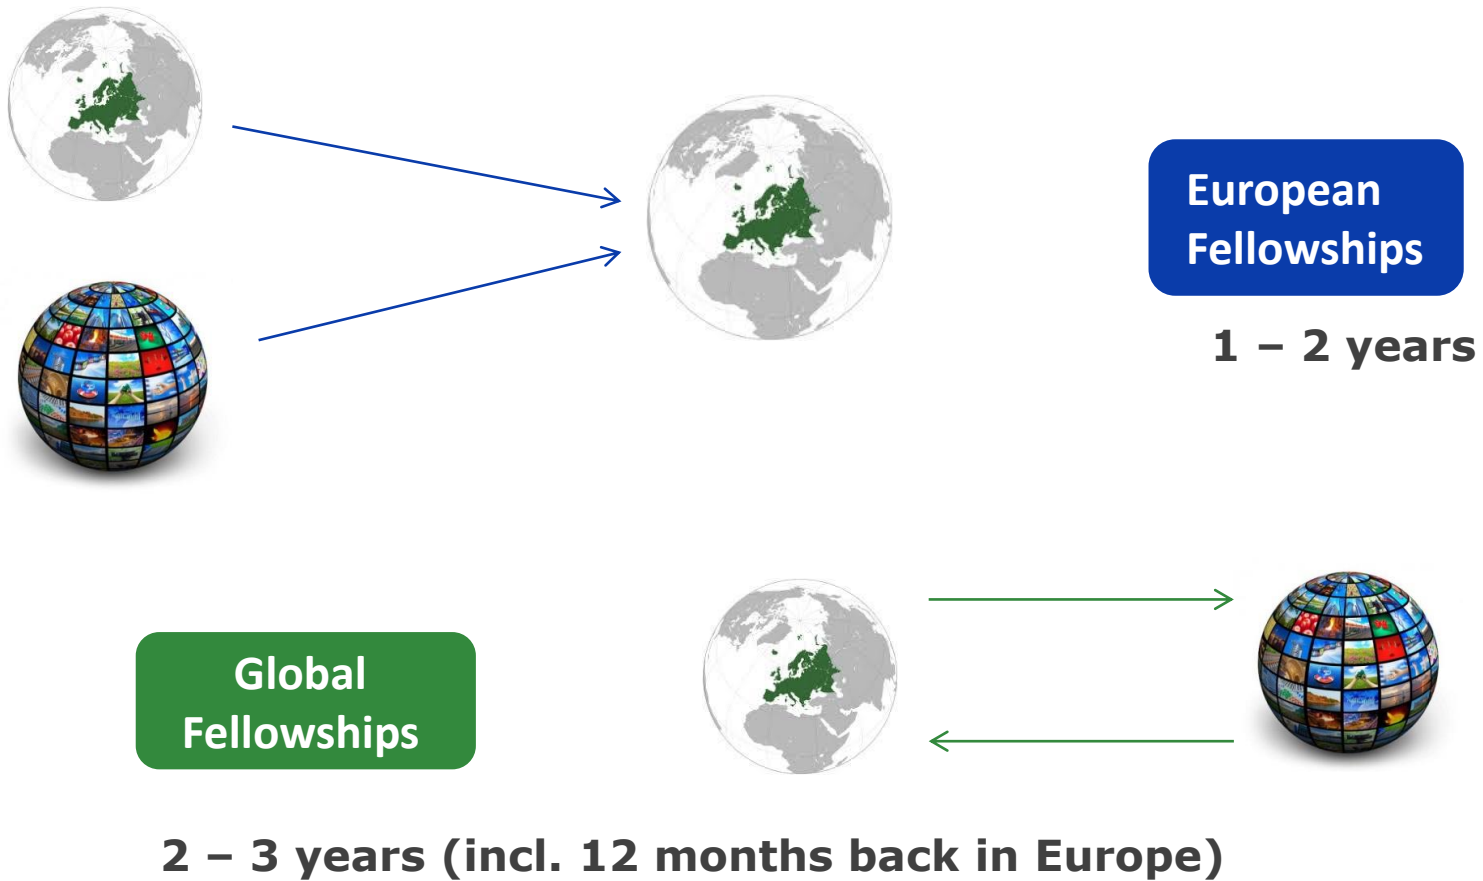 European
Fellowships
1 – 2 years
Global
Fellowships
2 – 3 years (incl. 12 months back in Europe)